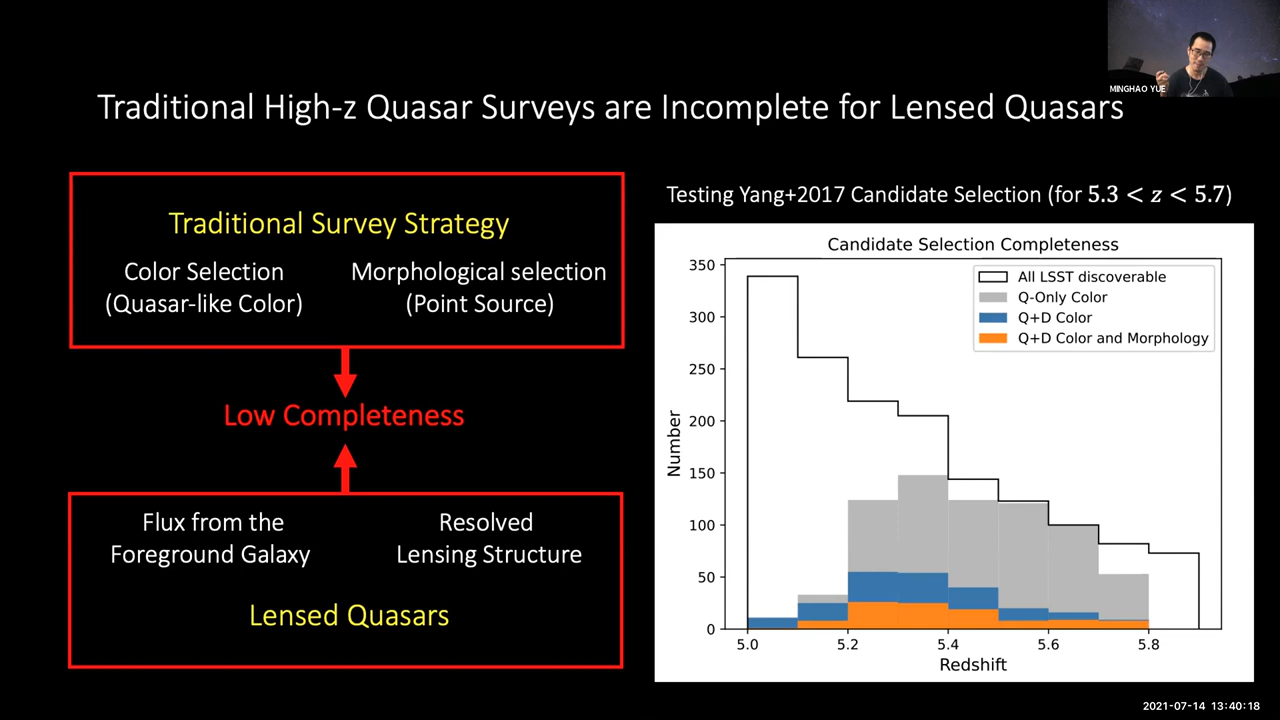 MINGHAO YUE
Traditional High-z Quasar Surveys are Incomplete for Lensed Quasars
Traditional Survey Strategy
Color Selection
(Quasar-like Color)
Morphological selection
(Point Source)
Low Completeness
Flux from the
Foreground Galaxy
Resolved
Lensing Structure
Lensed Quasars
Testing Yang+2017 Candidate Selection (for 5.3 < z < 5.7)
Candidate Selection Completeness
All LSST discoverable
Q-Only Color
Q+D Color
Q+D Color and Morphology
Number
350
300
250
200
150
100
50
0
5.0 5.2 5.4 5.6 5.8
Redshift
2021-07-14 13:40:18